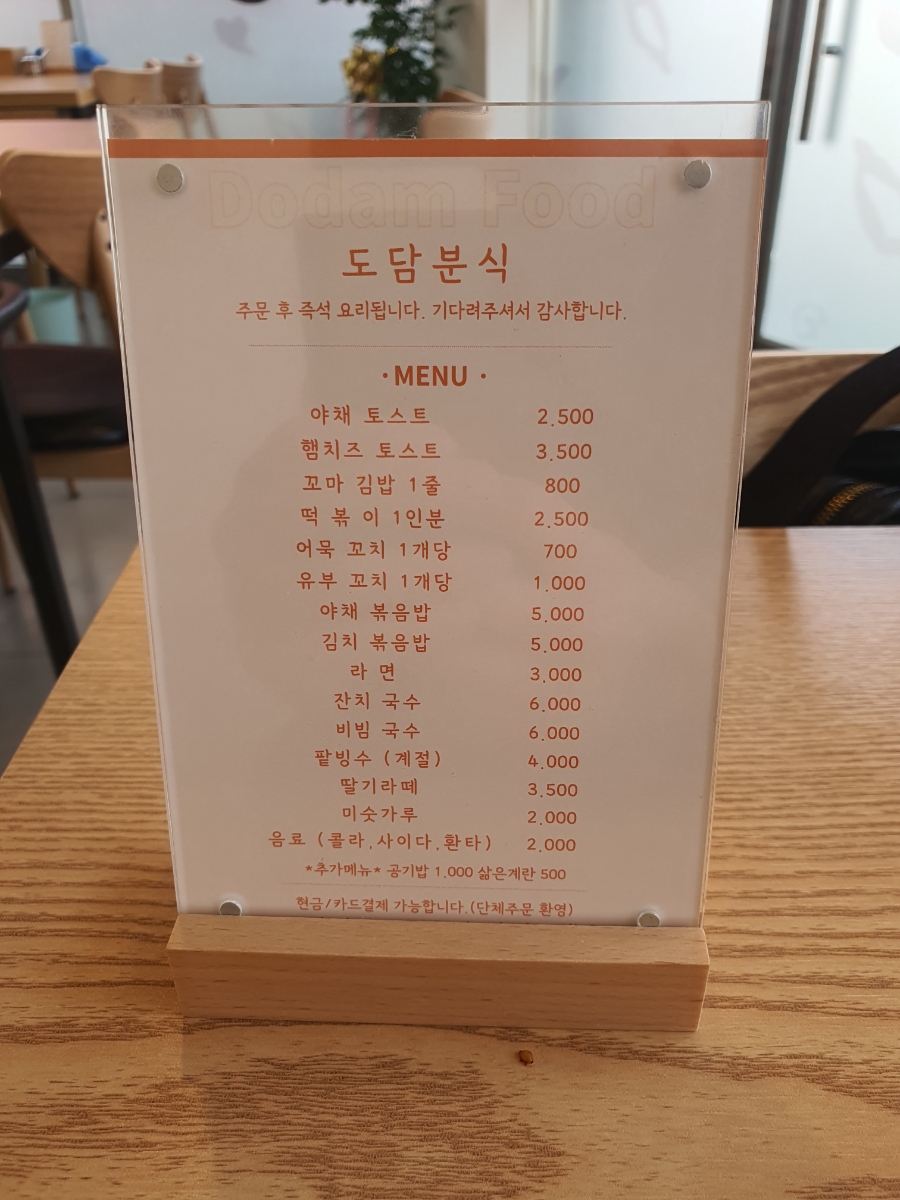 Dodam Food
도담분식
주문 후 즉석 요리됩니다. 기다려주셔서 감사합니다.
·MENU·
야채 토스트 2.500
햄치즈 토스트 3.500
꼬마 김밥 1줄 800
떡 볶 이 1인분 2.500
어묵 꼬치 1개당 700
유부 꼬치 1개당 1.000
야채 볶음밥 5.000
김치 볶음밥 5.000
라 면 3.000
잔치 국수 6.000
비빔 국수 6.000
팥빙수 (계절) 4.000
딸기라떼 3.500
미숫가루 2.000
음료 (콜라.사이다.환타) 2.000
*추가메뉴* 공기밥 1.000 삶은계란 500
현금/카드결제 가능합니다.(단체주문 환영)